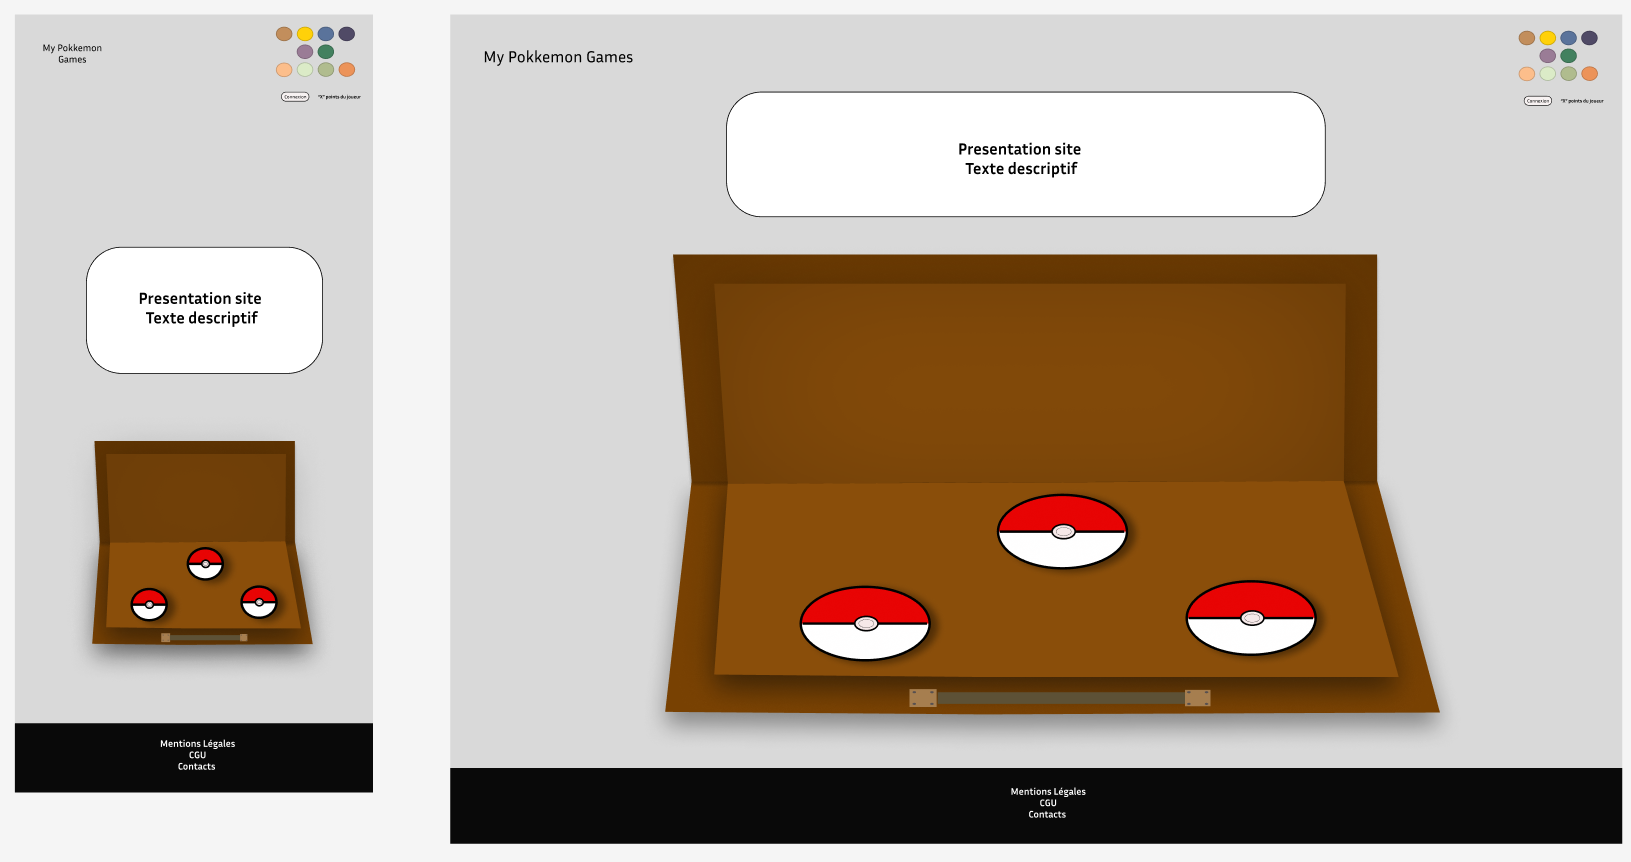 My Pokkemon
Games
Connexion
"X" points du joueur
Presentation site
Texte descriptif
Mentions Légales
CGU
Contacts
My Pokkemon Games
Connexion
"X" points du joueur
Presentation site
Texte descriptif
Mentions Légales
CGU
Contacts